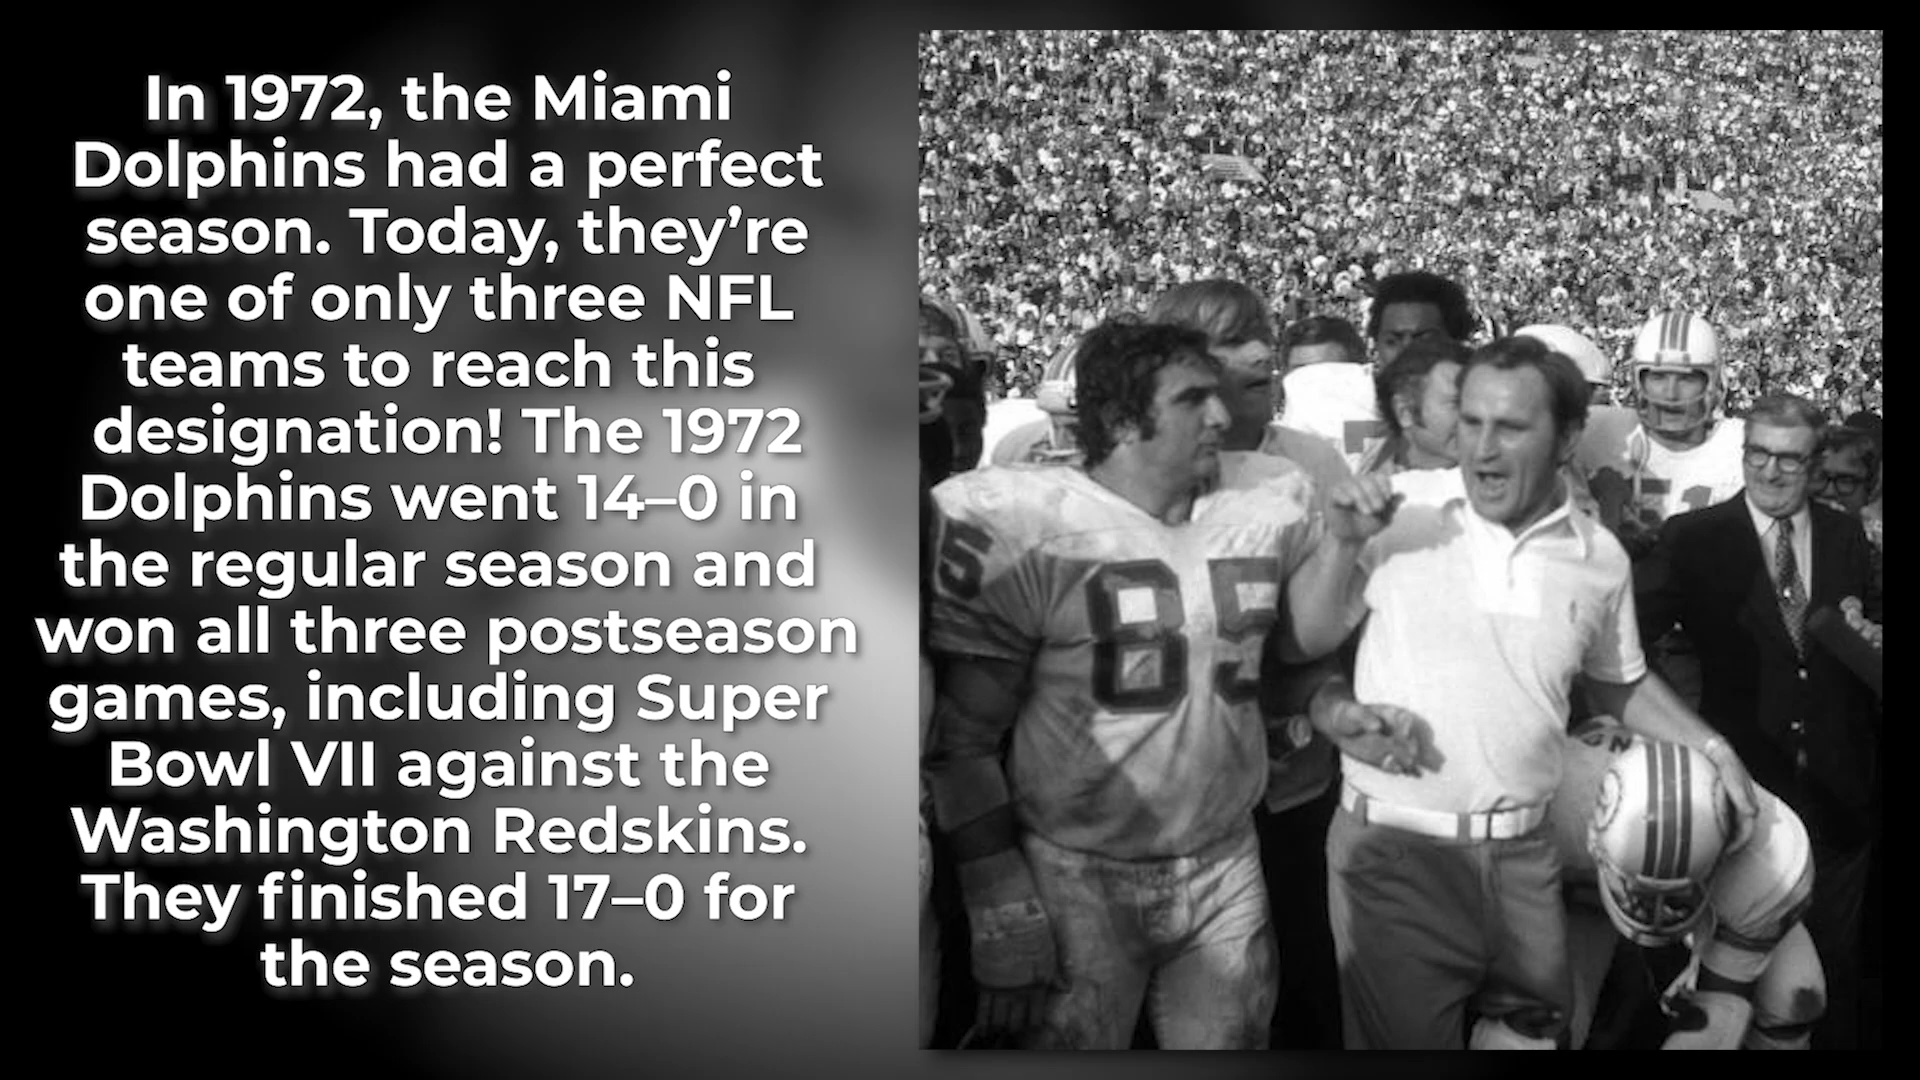 In 1972, the Miami
Dolphins had a perfect
season. Today, they’re
one of only three NFL
teams to reach this
designation! The 1972
Dolphins went 14–0 in
the regular season and
won all three postseason
games, including Super
Bowl VII against the
Washington Redskins.
They finished 17–0 for
the season.
85
5
51